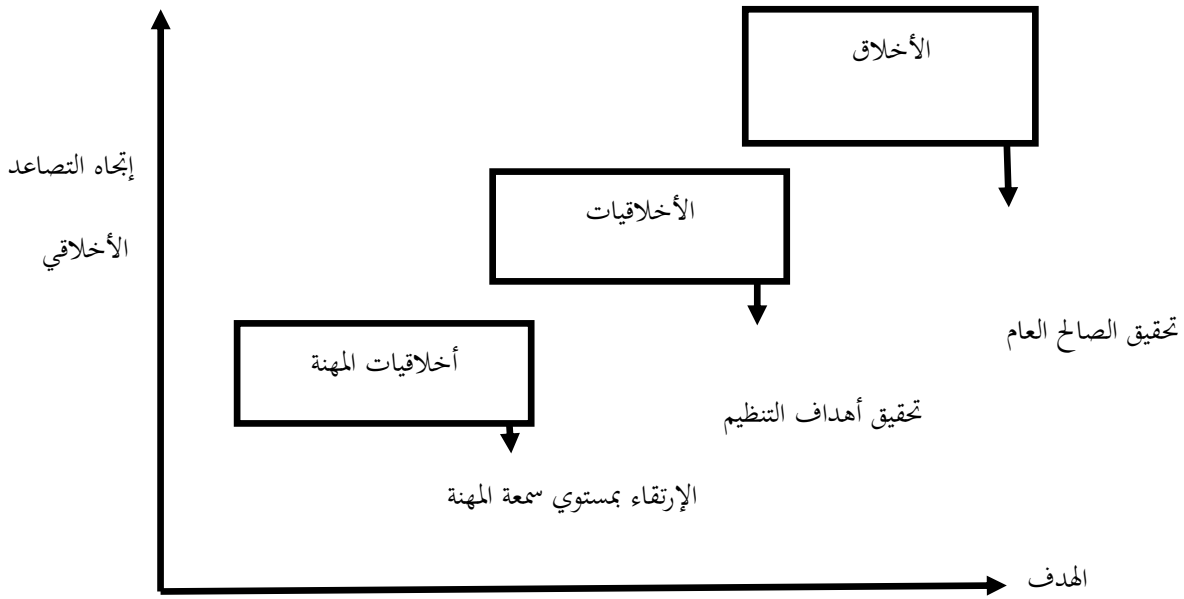 الأخلاق
إتجاه التصاعد
الأخلاقي
الأخلاقيات
تحقيق الصالح العام
أخلاقيات المهنة
تحقيق أهداف التنظيم
الإرتقاء بمستوي سمعة المهنة
الهدف